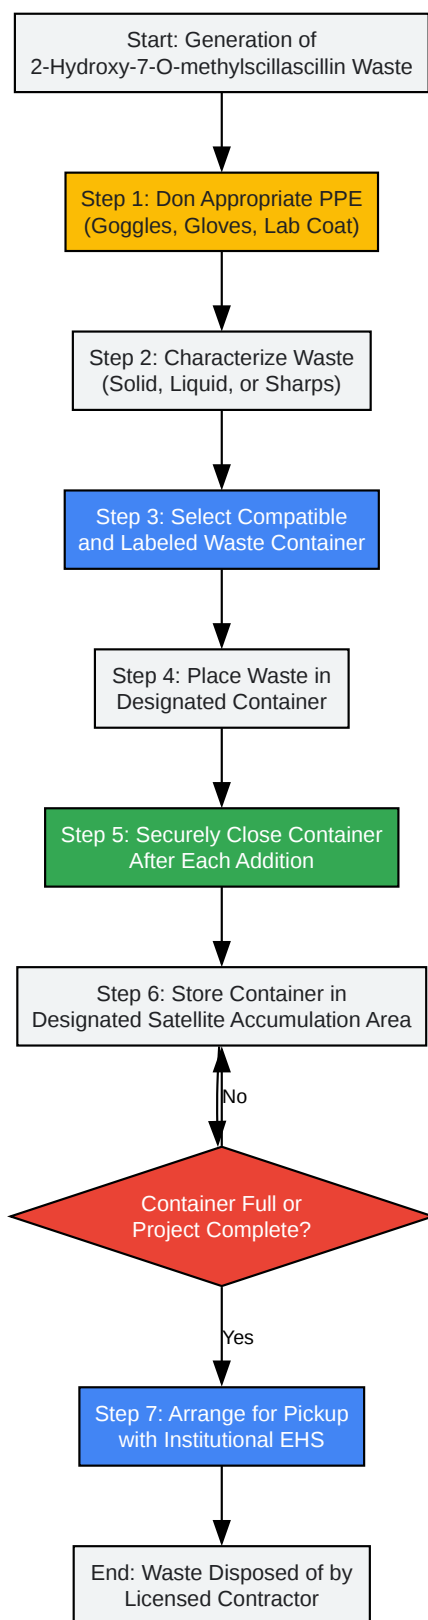 Start: Generation of
2-Hydroxy-7-O-methylscillascillin Waste
Step 1: Don Appropriate PPE
(Goggles, Gloves, Lab Coat)
Step 2: Characterize Waste
(Solid, Liquid, or Sharps)
Step 3: Select Compatible
and Labeled Waste Container
Step 4: Place Waste in
Designated Container
Step 5: Securely Close Container
After Each Addition
Step 6: Store Container in
Designated Satellite Accumulation Area
No
Container Full or
Project Complete?
Yes
Step 7: Arrange for Pickup
with Institutional EHS
End: Waste Disposed of by
Licensed Contractor